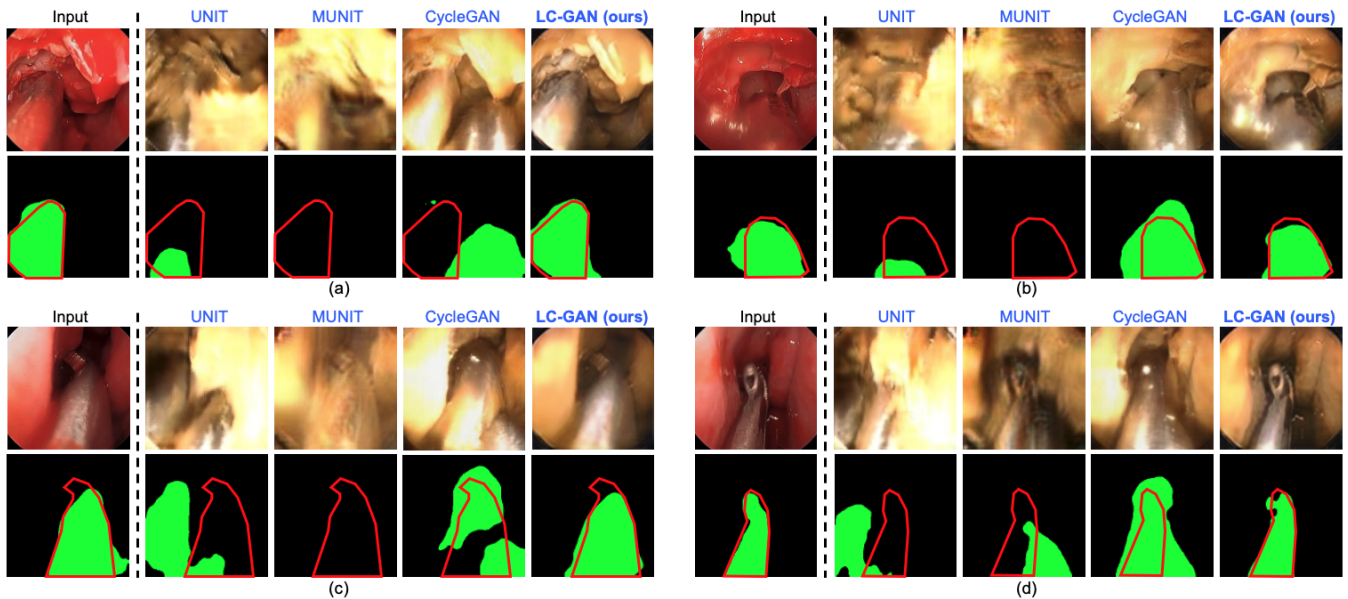 Input UNIT MUNIT CycleGAN LC-GAN (ours)
Input UNIT MUNIT CycleGAN LC-GAN (ours)
(a)
(b)
Input UNIT MUNIT CycleGAN LC-GAN (ours)
Input UNIT MUNIT CycleGAN LC-GAN (ours)
(c)
(d)